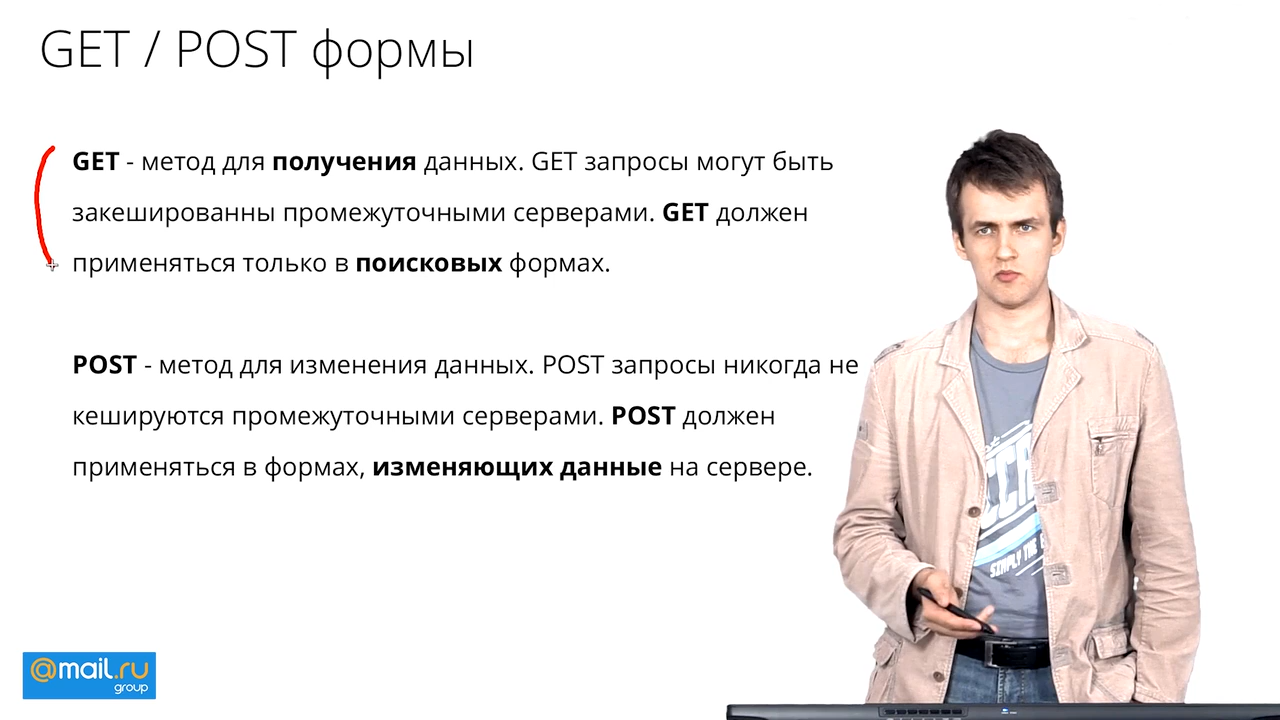 GET / POST формы
GET - метод для получения данных. GET запросы могут быть
закешированны промежуточными серверами. GET должен
применяться только в поисковых формах.
POST - метод для изменения данных. POST запросы никогда не
кешируются промежуточными серверами. POST должен
применяться в формах, изменяющих данные на сервере.
SIMPLY THE
@mail.ru
group